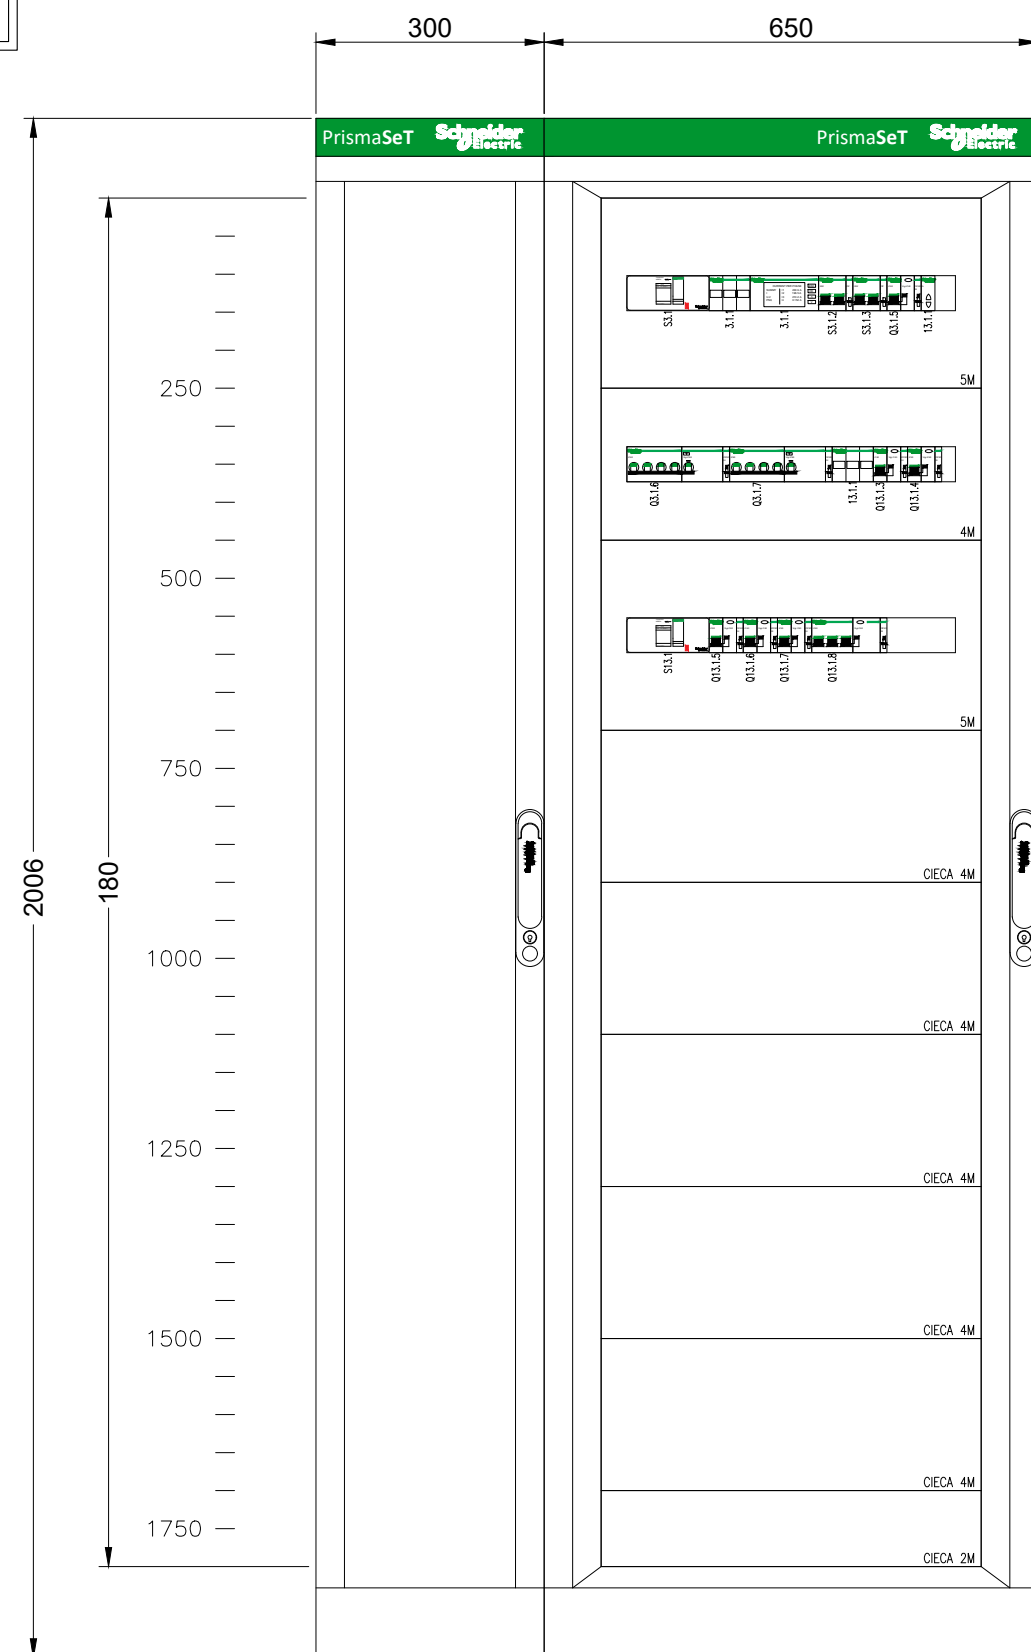 300
650
PrismaSeT Schneider Electric
PrismaSeT Schneider Electric
S3.1
3.1.1
3.1.1
S3.1.2
S3.1.3
Q3.1.5
13.1.1
250
5M
Q3.1.6
Q3.1.7
13.1.1
Q13.1.3
Q13.1.4
4M
500
S13.1
Q13.1.5
Q13.1.6
Q13.1.7
Q13.1.8
5M
750
2006
180
CIECA 4M
1000
CIECA 4M
1250
CIECA 4M
1500
CIECA 4M
CIECA 4M
1750
CIECA 2M